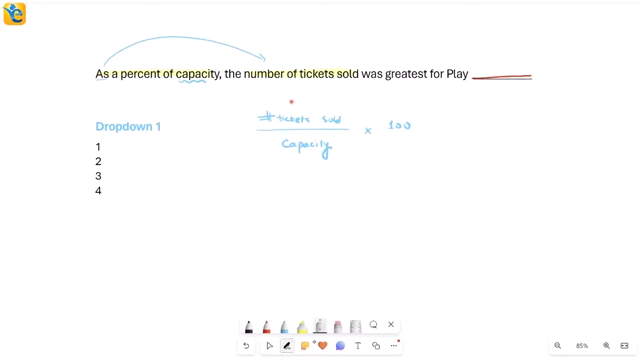 As a percent of capacity, the number of tickets sold was greatest for Play
Dropdown 1
1
2
3
4
# tickets sold
Capacity
× 100
85%